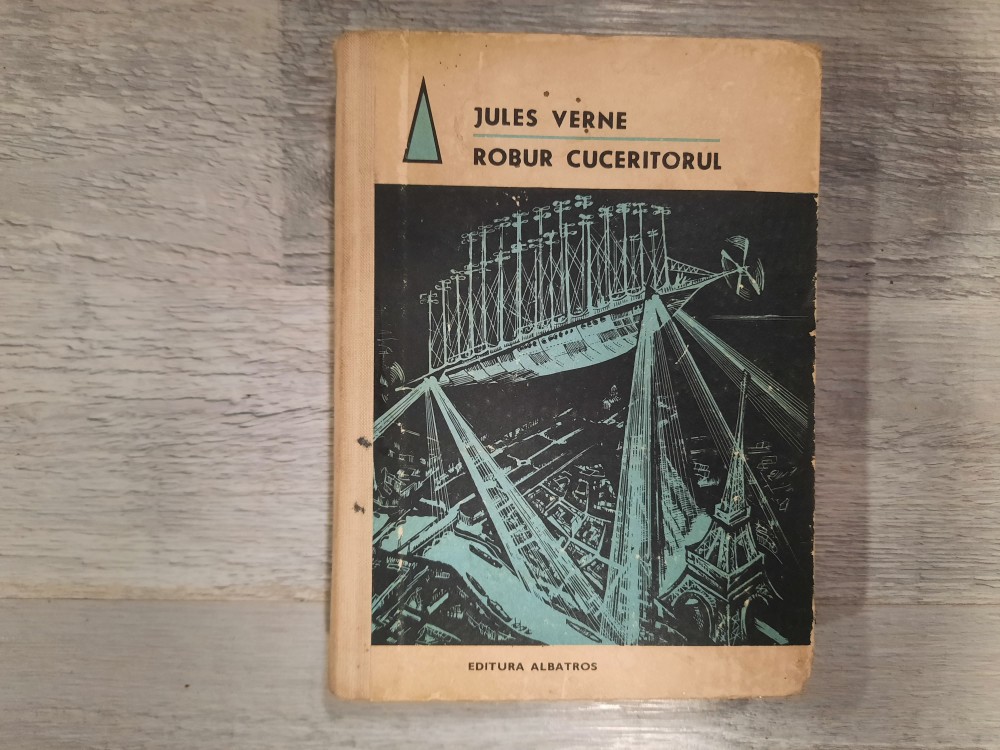 JULES VERNE
ROBUR CUCERITORUL
EDITURA ALBATROS